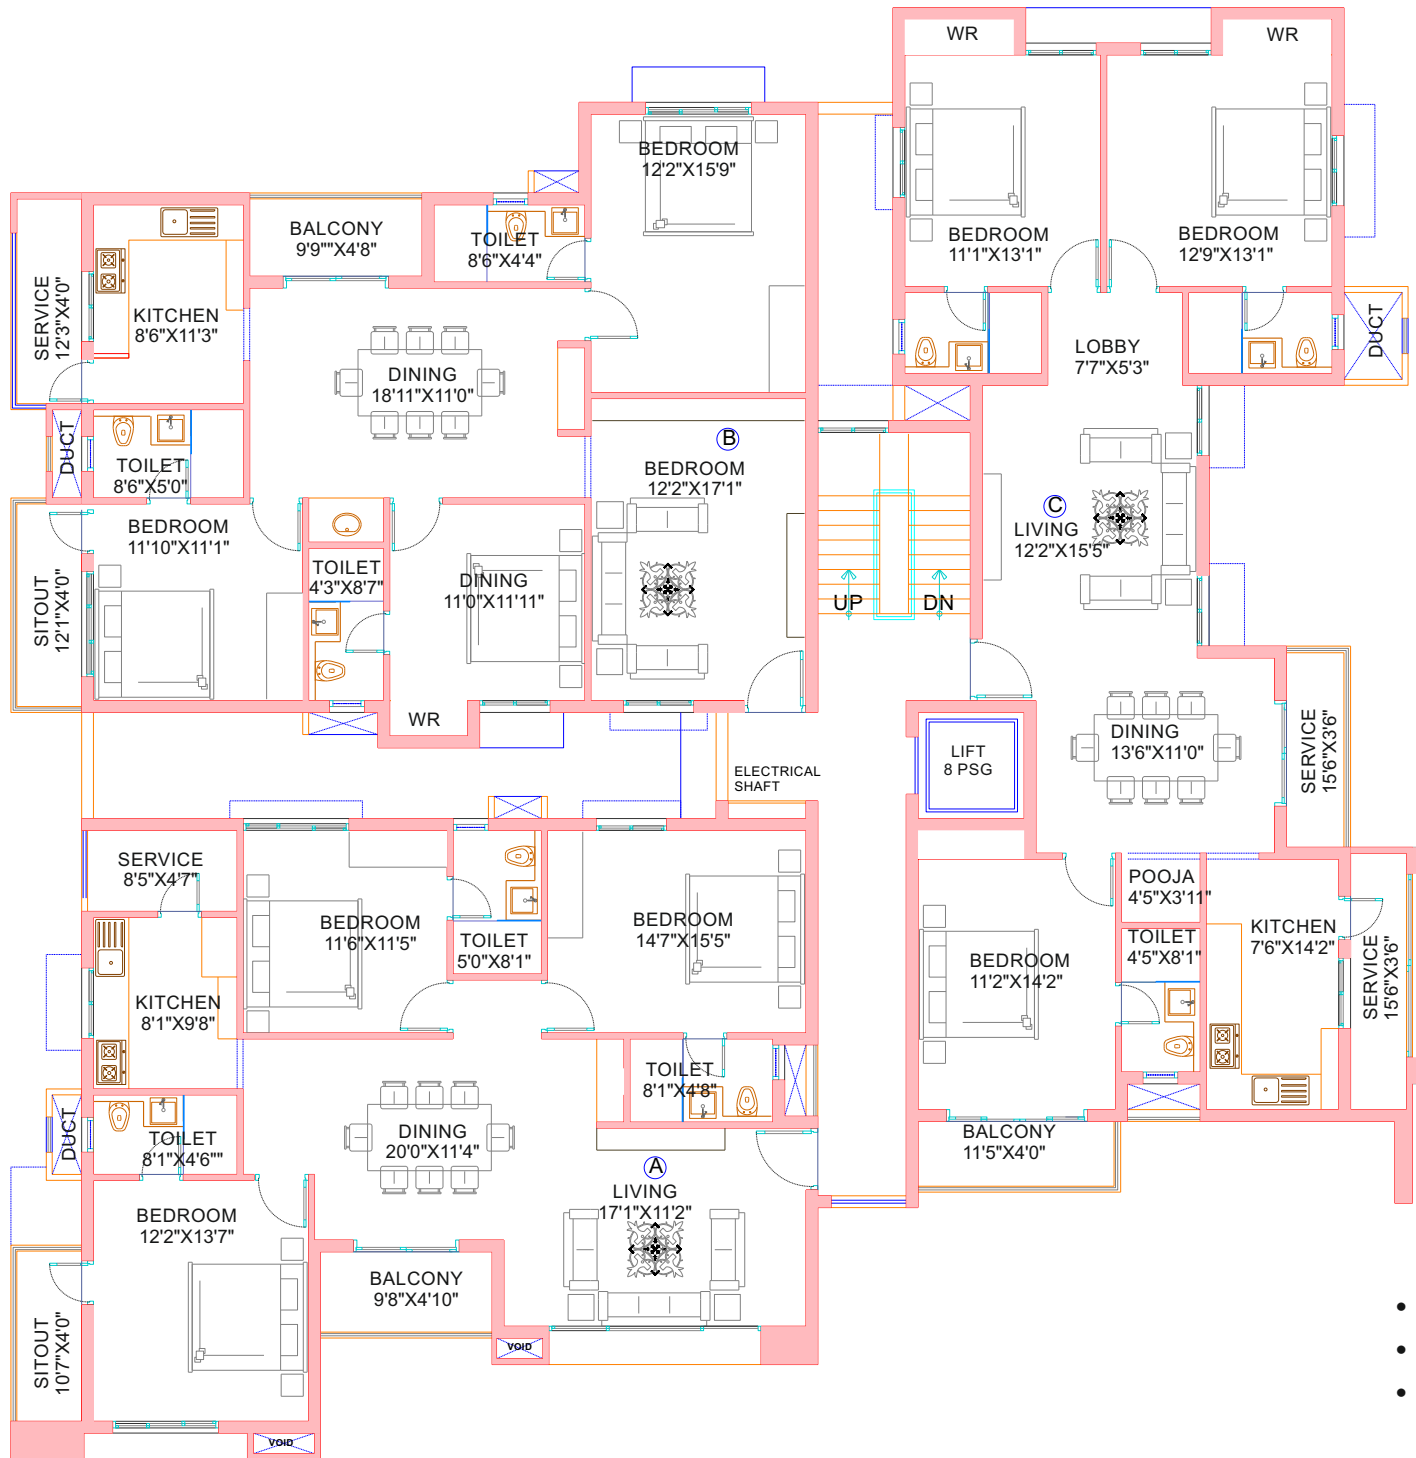 WR
WR
BEDROOM
12'2"X15'9"
BEDROOM
11'1"X13'1"
BEDROOM
12'9"X13'1"
BALCONY
9'9""X4'8"
TOILET
8'6"X4'4"
SERVICE
12'3"X4'0"
KITCHEN
8'6"X11'3"
DUCT
LOBBY
7'7"X5'3"
DINING
18'11"X11'0"
DUCT
TOILET
8'6"X5'0"
B
BEDROOM
12'2"X17'1"
C
LIVING
12'2"X15'5"
BEDROOM
11'10"X11'1"
TOILET
4'3"X8'7"
DINING
11'0"X11'11"
SITOUT
12'1"X4'0"
UP
DN
WR
LIFT
8 PSG
DINING
13'6"X11'0"
SERVICE
15'6"X3'6"
ELECTRICAL
SHAFT
SERVICE
8'5"X4'7"
BEDROOM
11'6"X11'5"
TOILET
5'0"X8'1"
BEDROOM
14'7"X15'5"
POOJA
4'5"X3'11"
KITCHEN
7'6"X14'2"
TOILET
4'5"X8'1"
BEDROOM
11'2"X14'2"
SERVICE
15'6"X3'6"
KITCHEN
8'1"X9'8"
TOILET
8'1"X4'8"
DUCT
TOILET
8'1"X4'6""
DINING
20'0"X11'4"
BALCONY
11'5"X4'0"
A
LIVING
17'1"X11'2"
BEDROOM
12'2"X13'7"
BALCONY
9'8"X4'10"
SITOUT
10'7"X4'0"
VOID
VOID